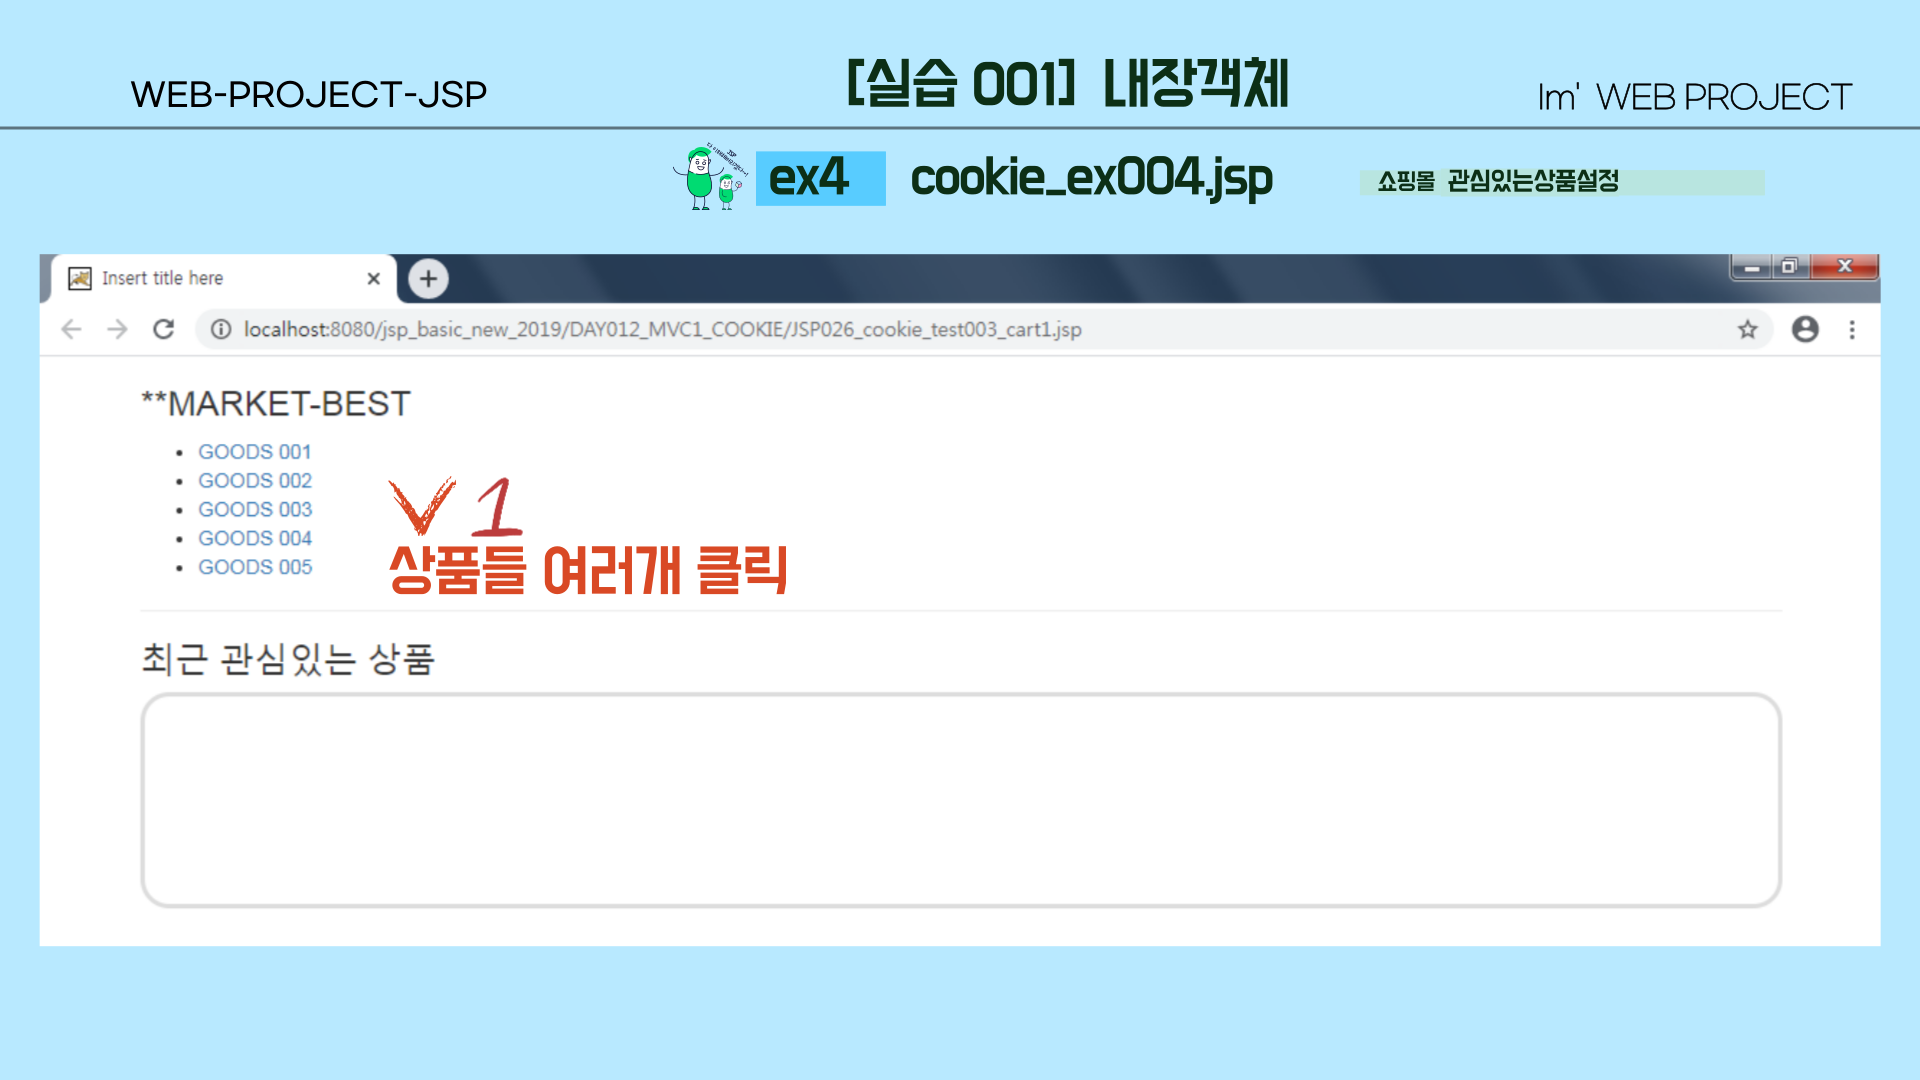 WEB-PROJECT-JSP
[실습 001] 내장객체
Im' WEB PROJECT
ex4
cookie_ex004.jsp
쇼핑몰 관심있는상품설정
Insert title here
localhost:8080/jsp_basic_new_2019/DAY012_MVC1_COOKIE/JSP026_cookie_test003_cart1.jsp
**MARKET-BEST
GOODS 001
GOODS 002
GOODS 003
GOODS 004
GOODS 005
1
상품들 여러개 클릭
최근 관심있는 상품